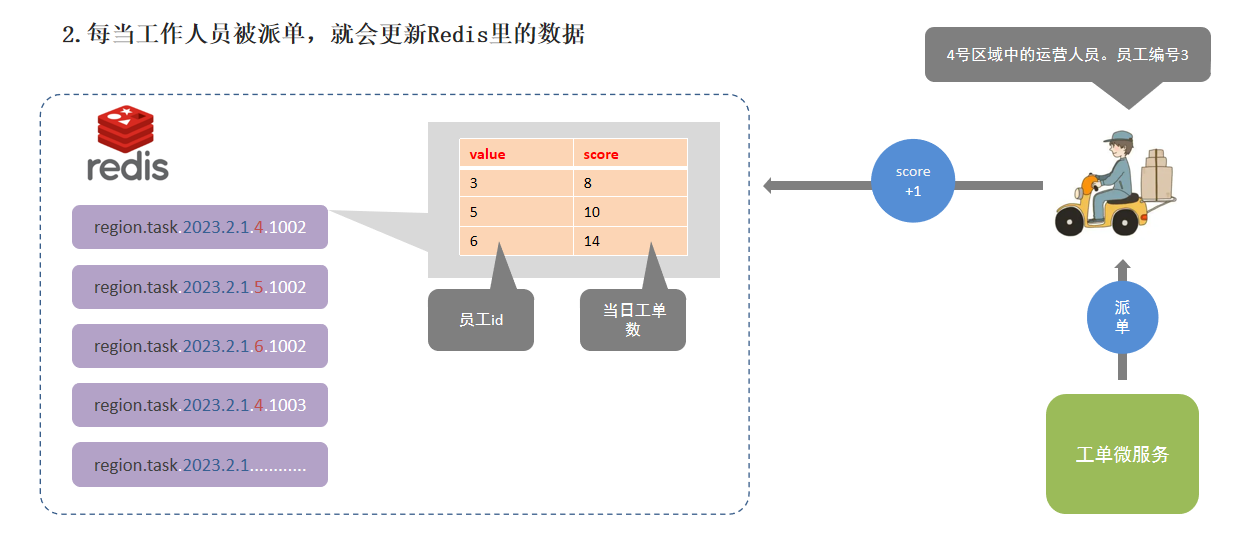 2.每当工作人员被派单，就会更新Redis里的数据
4号区域中的运营人员。员工编号3
redis
value score
3 8
5 10
6 14
score
+1
region.task.2023.2.1.4.1002
region.task.2023.2.1.5.1002
region.task.2023.2.1.6.1002
region.task.2023.2.1.4.1003
region.task.2023.2.1............
员工id
当日工单
数
派
单
工单微服务